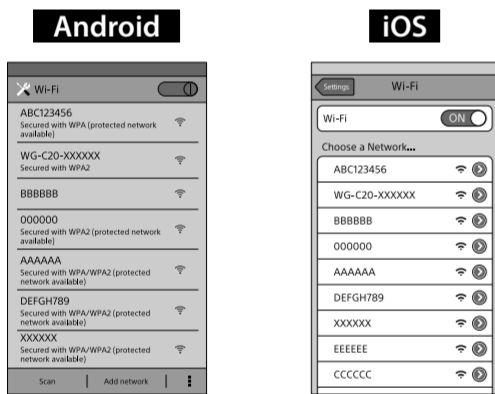 Android
Wi-Fi
ABC123456
Secured with WPA (protected network
available)
WG-C20-XXXXXX
Secured with WPA2
BBBBBB
000000
Secured with WPA2 (protected network
available)
AAAAAA
Secured with WPA/WPA2 (protected
network available)
DEFGH789
Secured with WPA/WPA2 (protected
network available)
XXXXXX
Secured with WPA/WPA2 (protected
network available)
Scan
Add network
iOS
Settings
Wi-Fi
Wi-Fi
ON
Choose a Network...
ABC123456
WG-C20-XXXXXX
BBBBBB
000000
AAAAAA
DEFGH789
XXXXXX
EEEEEE
CCCCCC